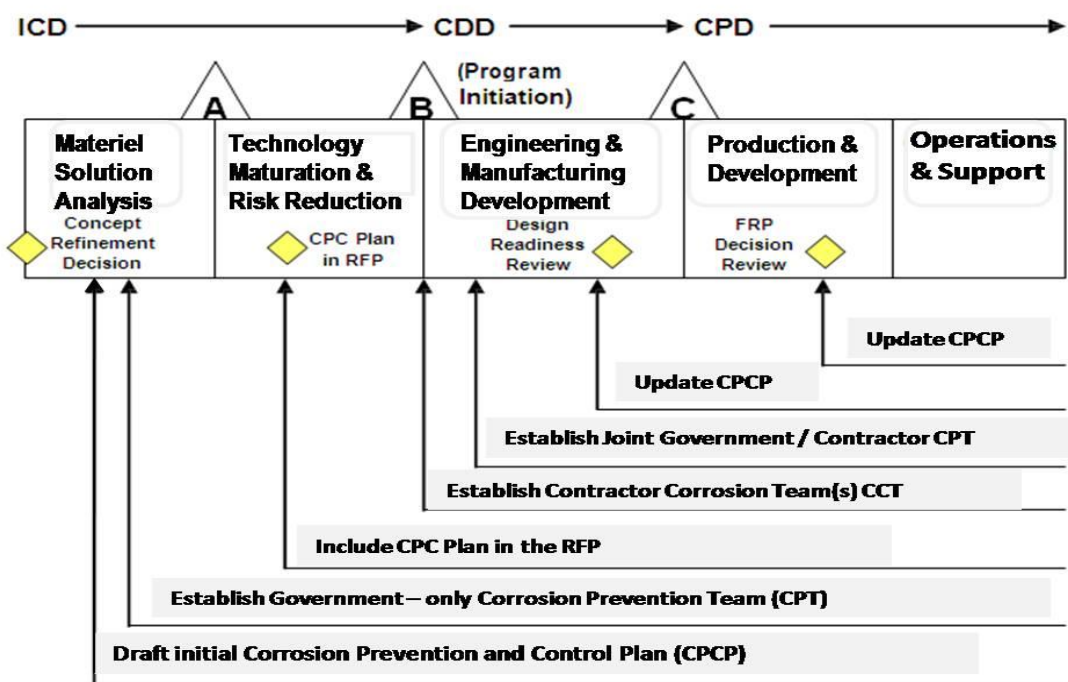 ICD CDD CPD
(Program
Initiation)
A B C
Materiel
Solution
Analysis
Concept
Refinement
Decision
Technology
Maturation &
Risk Reduction
CPC Plan
in RFP
Engineering &
Manufacturing
Development
Design
Readiness
Review
Production &
Development
FRP
Decision
Review
Operations
& Support
Update CPCP
Update CPCP
Establish Joint Government / Contractor CPT
Establish Contractor Corrosion Team(s) CCT
Include CPC Plan in the RFP
Establish Government – only Corrosion Prevention Team (CPT)
Draft initial Corrosion Prevention and Control Plan (CPCP)